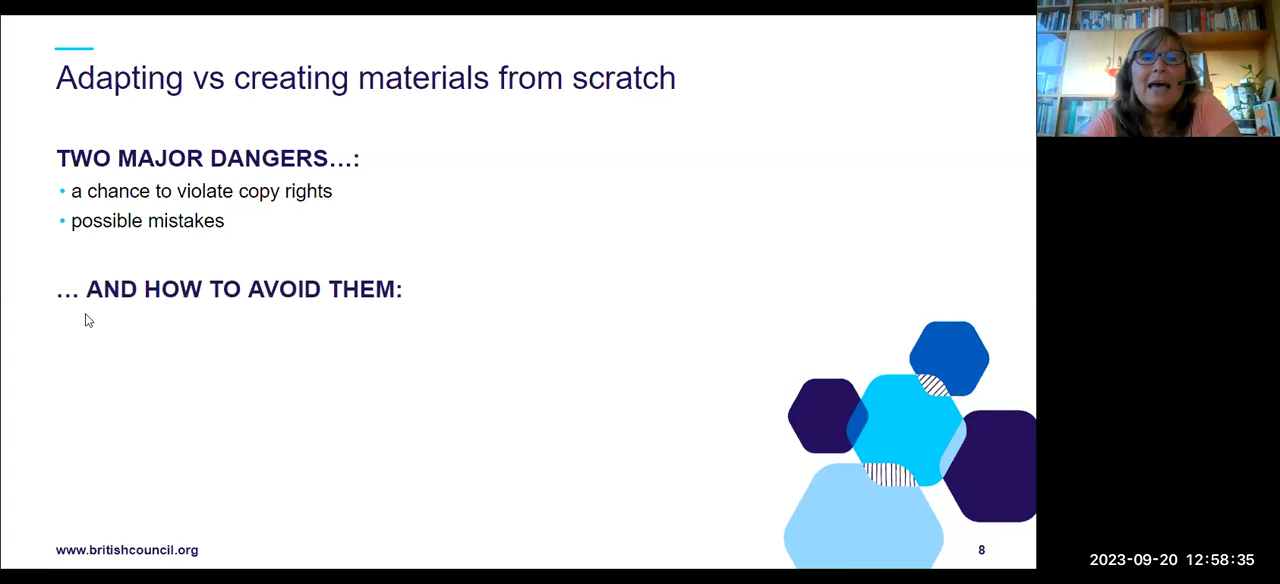 Adapting vs creating materials from scratch
TWO MAJOR DANGERS…:
• a chance to violate copy rights
• possible mistakes
… AND HOW TO AVOID THEM:
www.britishcouncil.org
8
2023-09-20 12:58:35